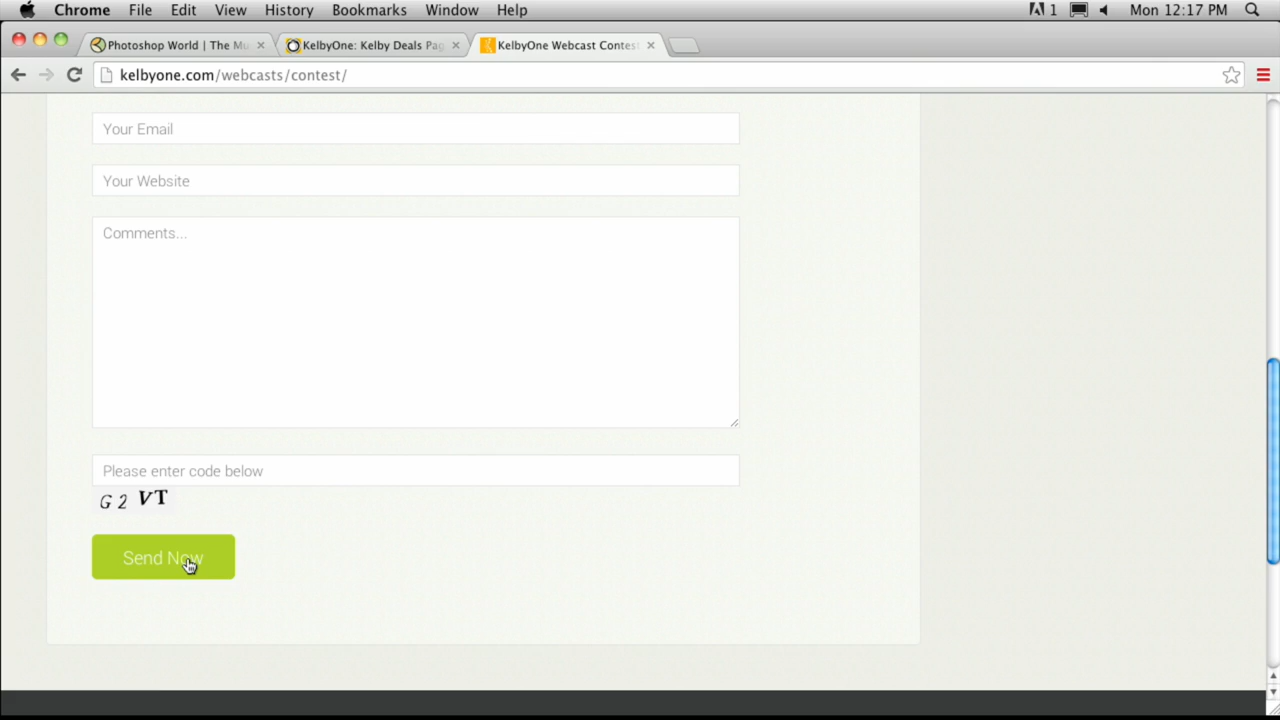 Chrome File Edit View History Bookmarks Window Help 1 Mon 12:17 PM
Photoshop World | The Mu KelbyOne: Kelby Deals Pag KelbyOne Webcast Contest
kelbyone.com/webcasts/contest/
Your Email
Your Website
Comments...
Please enter code below
G 2 V T
Send Now